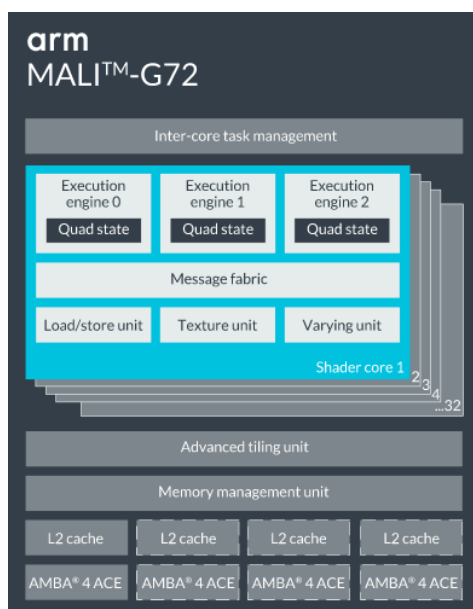 arm
MALI™-G72
Inter-core task management
Execution engine 0
Execution engine 1
Execution engine 2
Quad state
Quad state
Quad state
Message fabric
Load/store unit
Texture unit
Varying unit
Shader core 1
2
3
4
...32
Advanced tiling unit
Memory management unit
L2 cache
L2 cache
L2 cache
L2 cache
AMBA® 4 ACE
AMBA® 4 ACE
AMBA® 4 ACE
AMBA® 4 ACE